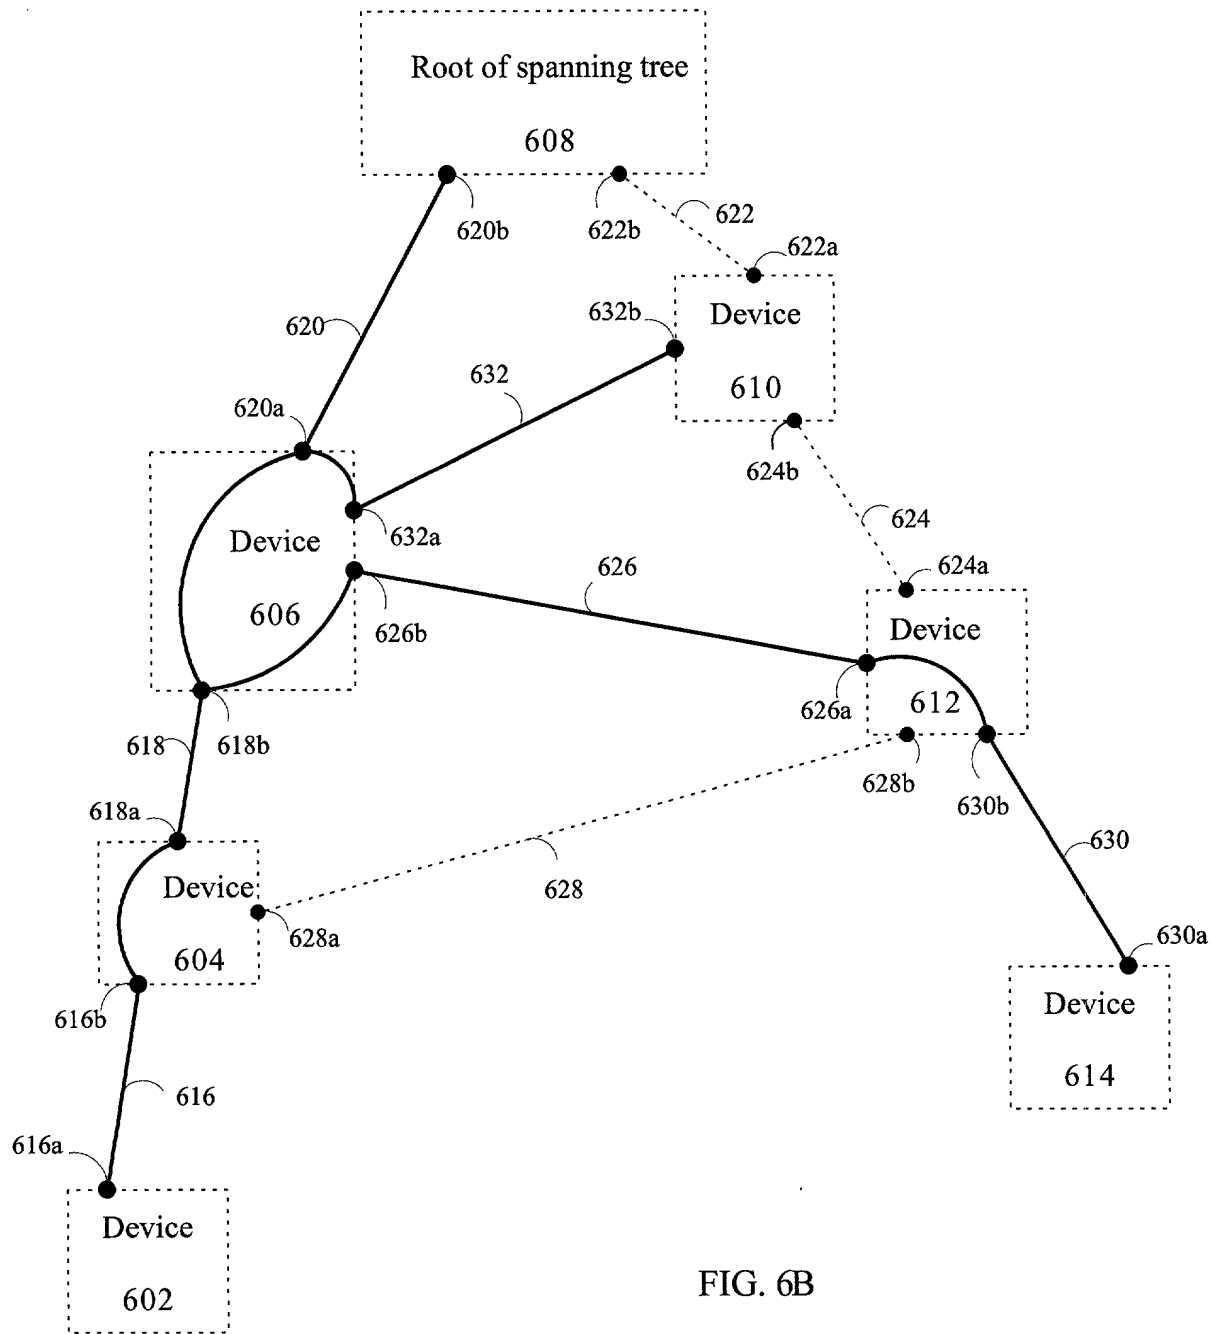 Root of spanning tree
608
620b
622b
622
622a
Device
610
632b
620
632
620a
624b
624
632a
Device
606
626
624a
626b
Device
612
626a
618
618b
628b
630b
618a
630
Device
604
628
628a
630a
616b
Device
614
616
616a
Device
602
FIG. 6B